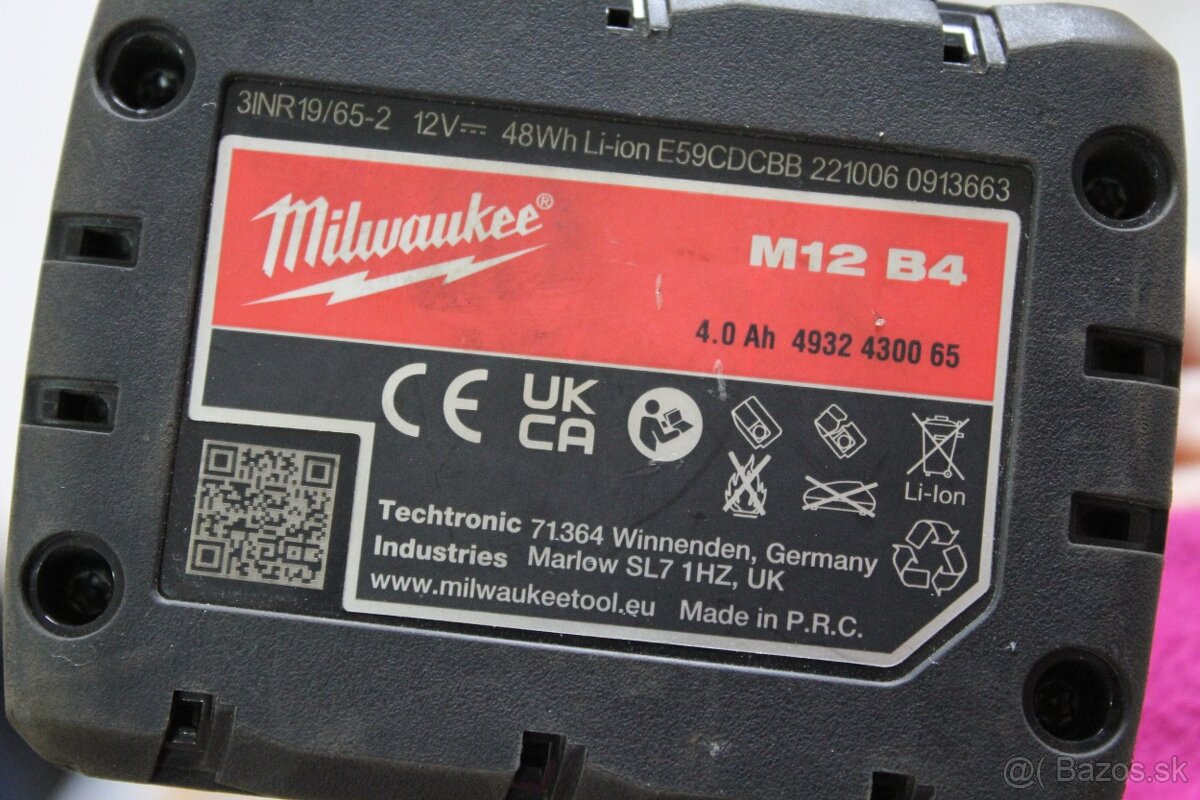 3INR19/65-2 12V 48Wh Li-ion E59CDCBB 221006 0913663
Milwaukee®
M12 B4
4.0 Ah 4932 4300 65
CE UK CA
Li-Ion
Techtronic Industries
71364 Winnenden, Germany
Marlow SL7 1HZ, UK
www.milwaukeetool.eu Made in P.R.C.
@( Bazos.sk